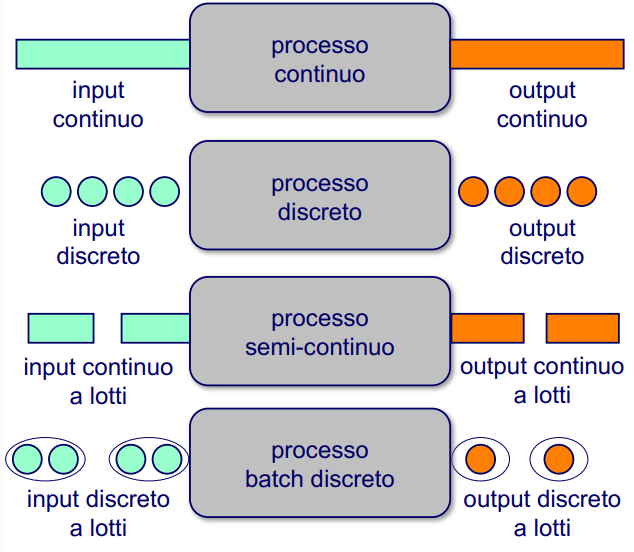 processo
continuo
input
continuo
output
continuo
processo
discreto
input
discreto
output
discreto
processo
semi-continuo
input continuo
a lotti
output continuo
a lotti
processo
batch discreto
input discreto
a lotti
output discreto
a lotti